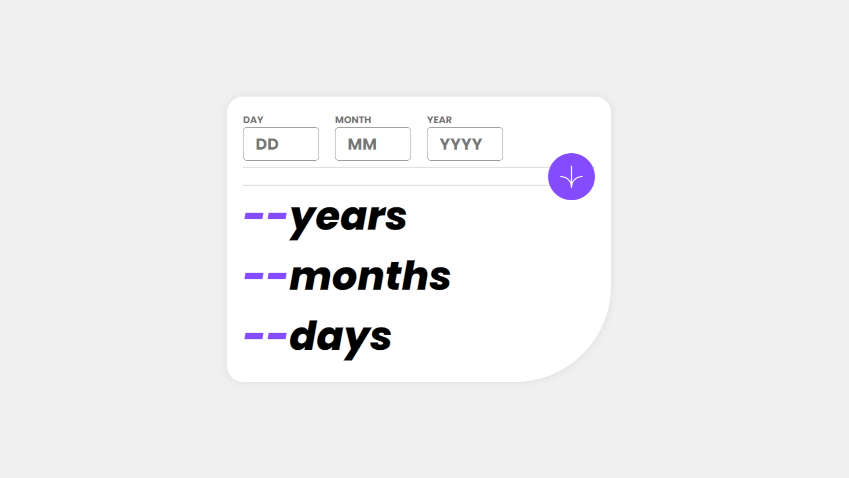 DAY MONTH YEAR
DD MM YYYY
--years
--months
--days